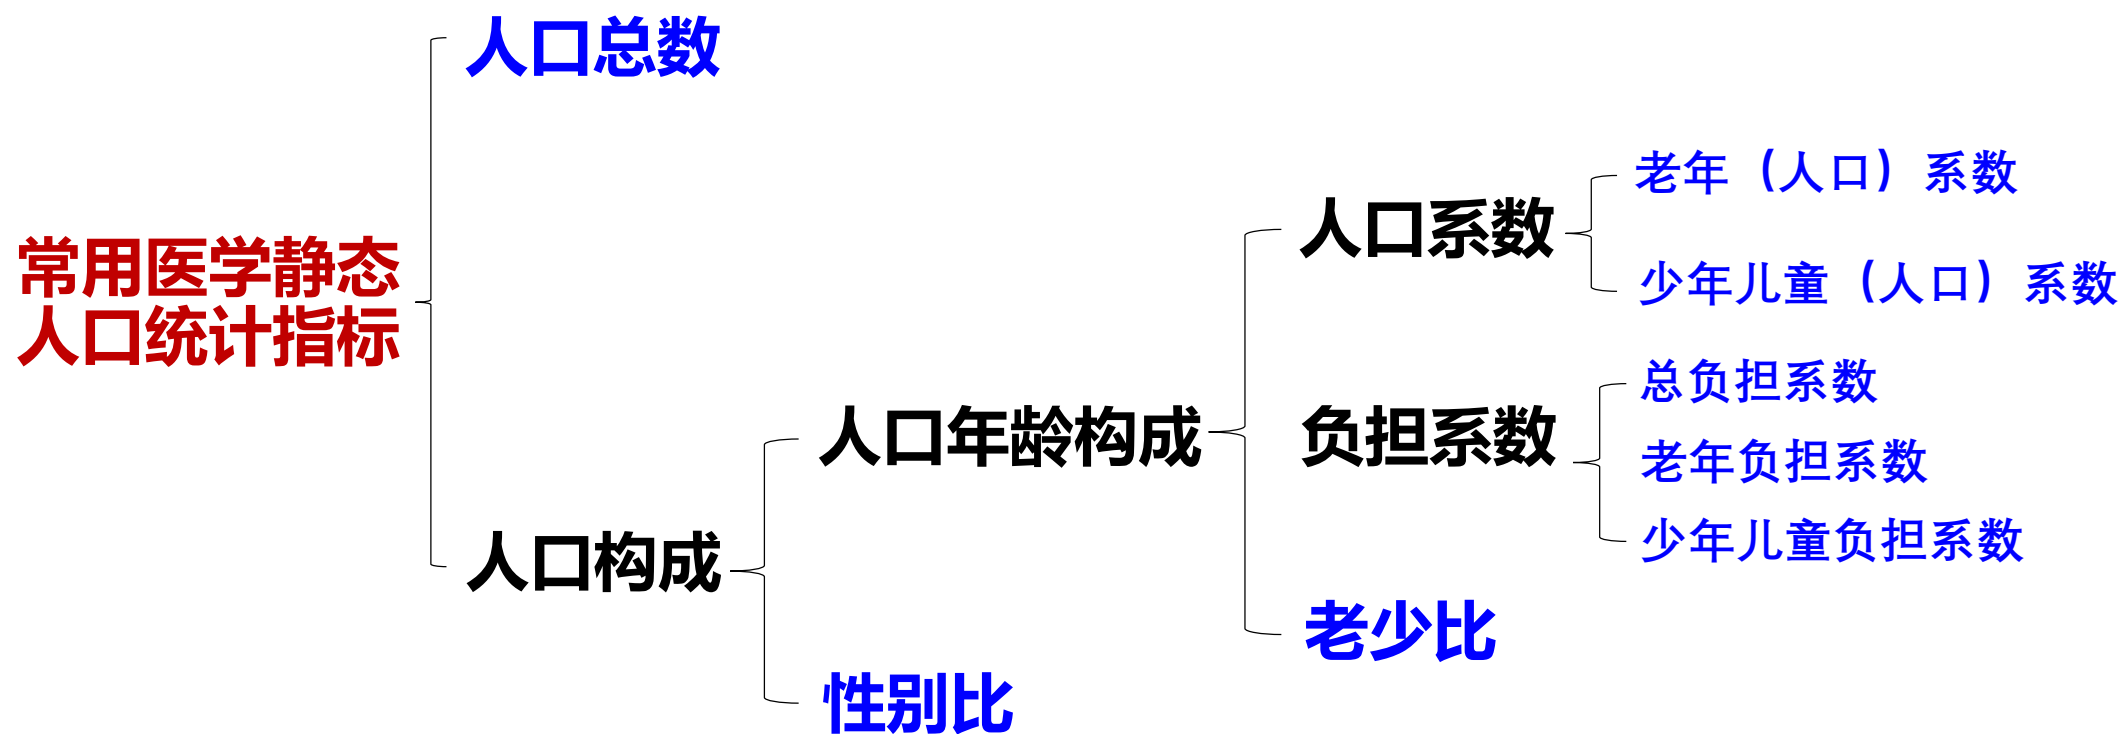 常用医学静态
人口统计指标
人口总数
人口构成
人口年龄构成
性别比
人口系数
负担系数
老少比
老年（人口）系数
少年儿童（人口）系数
总负担系数
老年负担系数
少年儿童负担系数